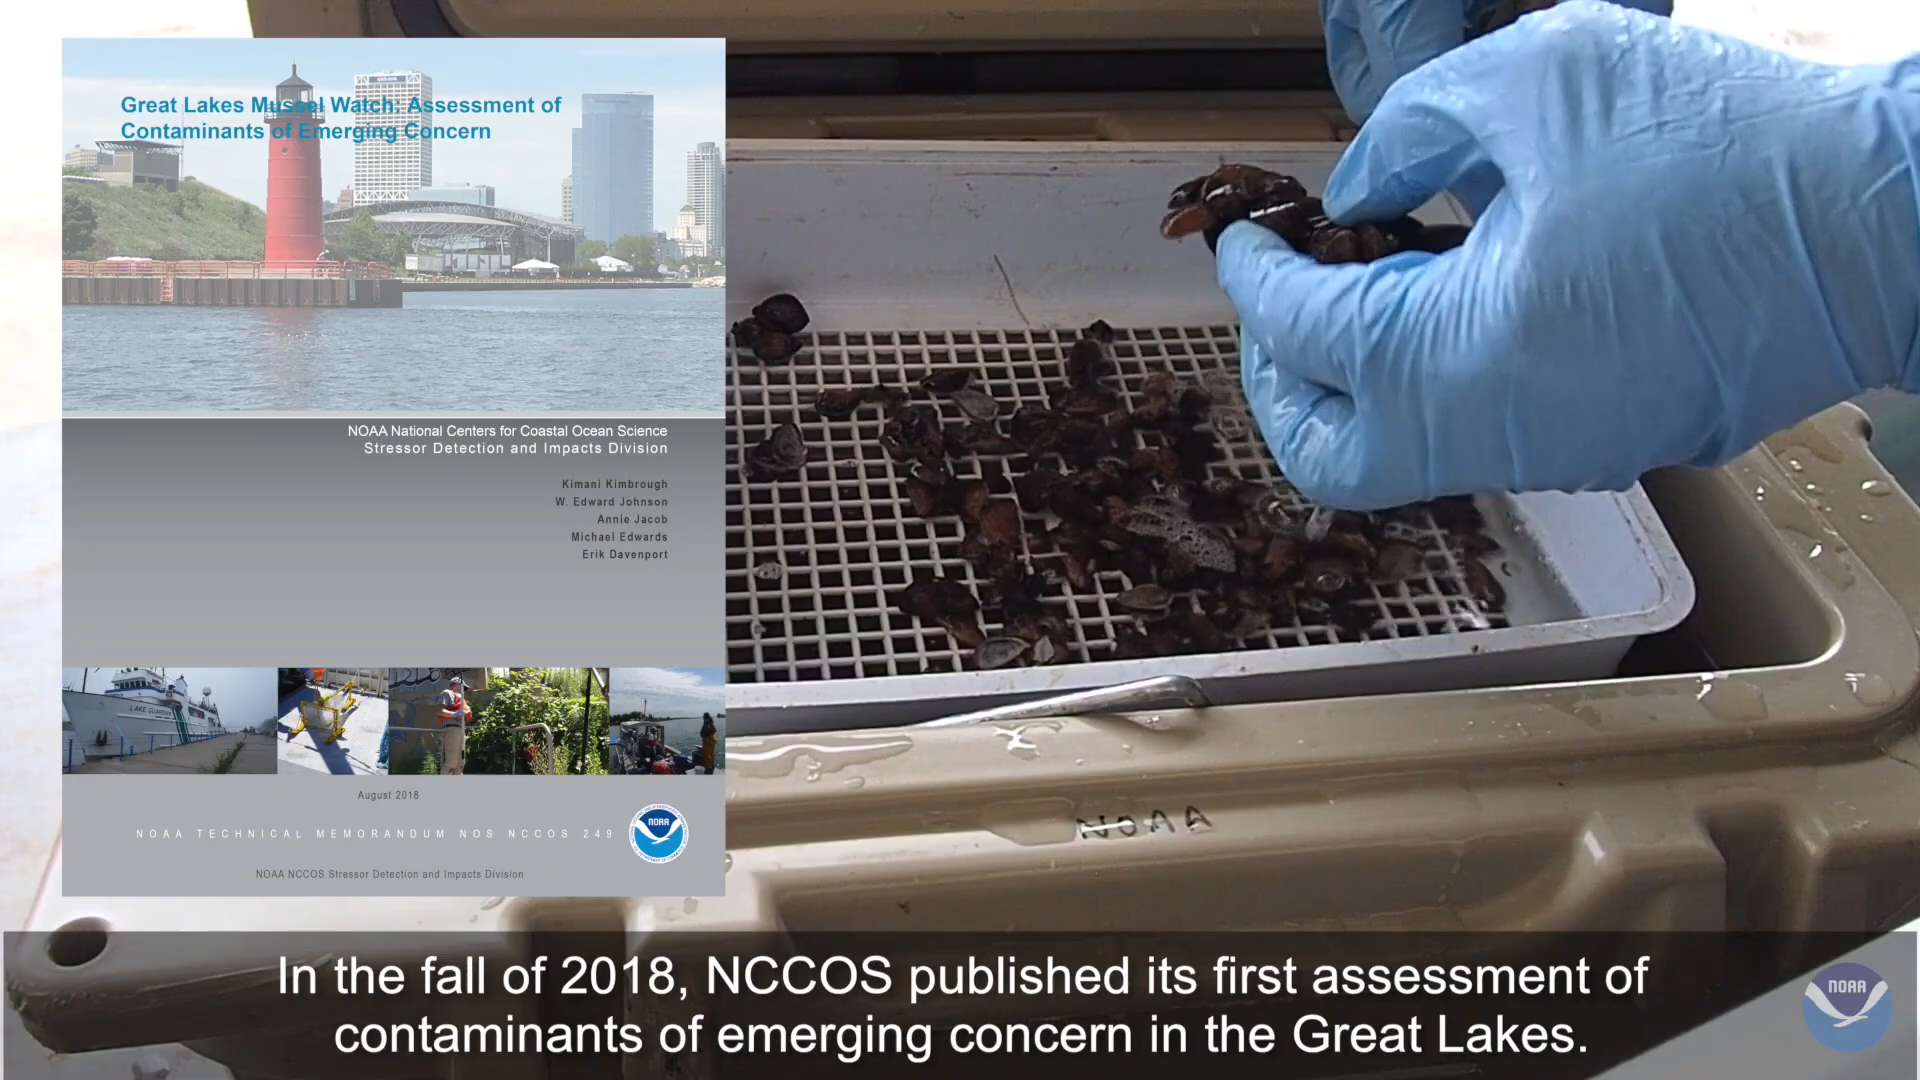 Great Lakes Mussel Watch: Assessment of
Contaminants of Emerging Concern
NOAA National Centers for Coastal Ocean Science
Stressor Detection and Impacts Division
Kimani Kimbrough
W. Edward Johnson
Annie Jacob
Michael Edwards
Erik Davenport
LAKE GUARDIAN
August 2018
NOAA TECHNICAL MEMORANDUM NOS NCCOS 249
NOAA
NOAA NCCOS Stressor Detection and Impacts Division
NOAA
In the fall of 2018, NCCOS published its first assessment of
contaminants of emerging concern in the Great Lakes.
NOAA